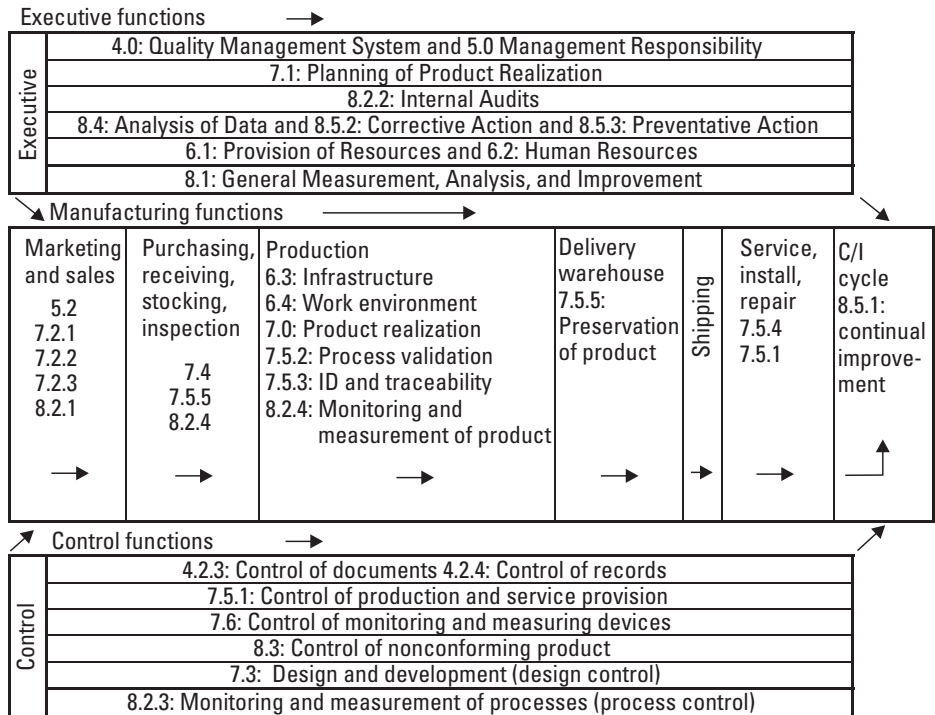 Executive functions
Executive
4.0: Quality Management System and 5.0 Management Responsibility
7.1: Planning of Product Realization
8.2.2: Internal Audits
8.4: Analysis of Data and 8.5.2: Corrective Action and 8.5.3: Preventative Action
6.1: Provision of Resources and 6.2: Human Resources
8.1: General Measurement, Analysis, and Improvement
Manufacturing functions
Marketing
and sales
5.2
7.2.1
7.2.2
7.2.3
8.2.1
Purchasing,
receiving,
stocking,
inspection
7.4
7.5.5
8.2.4
Production
6.3: Infrastructure
6.4: Work environment
7.0: Product realization
7.5.2: Process validation
7.5.3: ID and traceability
8.2.4: Monitoring and
measurement of product
Delivery
warehouse
7.5.5:
Preservation
of product
Shipping
Service,
install,
repair
7.5.4
7.5.1
C/I
cycle
8.5.1:
continual
improve-
ment
Control functions
Control
4.2.3: Control of documents 4.2.4: Control of records
7.5.1: Control of production and service provision
7.6: Control of monitoring and measuring devices
8.3: Control of nonconforming product
7.3: Design and development (design control)
8.2.3: Monitoring and measurement of processes (process control)